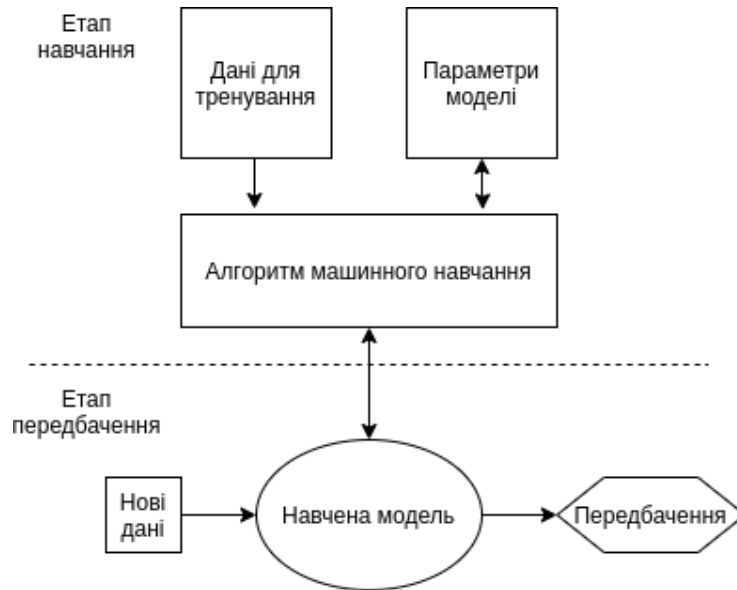 Етап
навчання
Дані для
тренування
Параметри
моделі
Алгоритм машинного навчання
Етап
передбачення
Нові
дані
Навчена модель
Передбачення